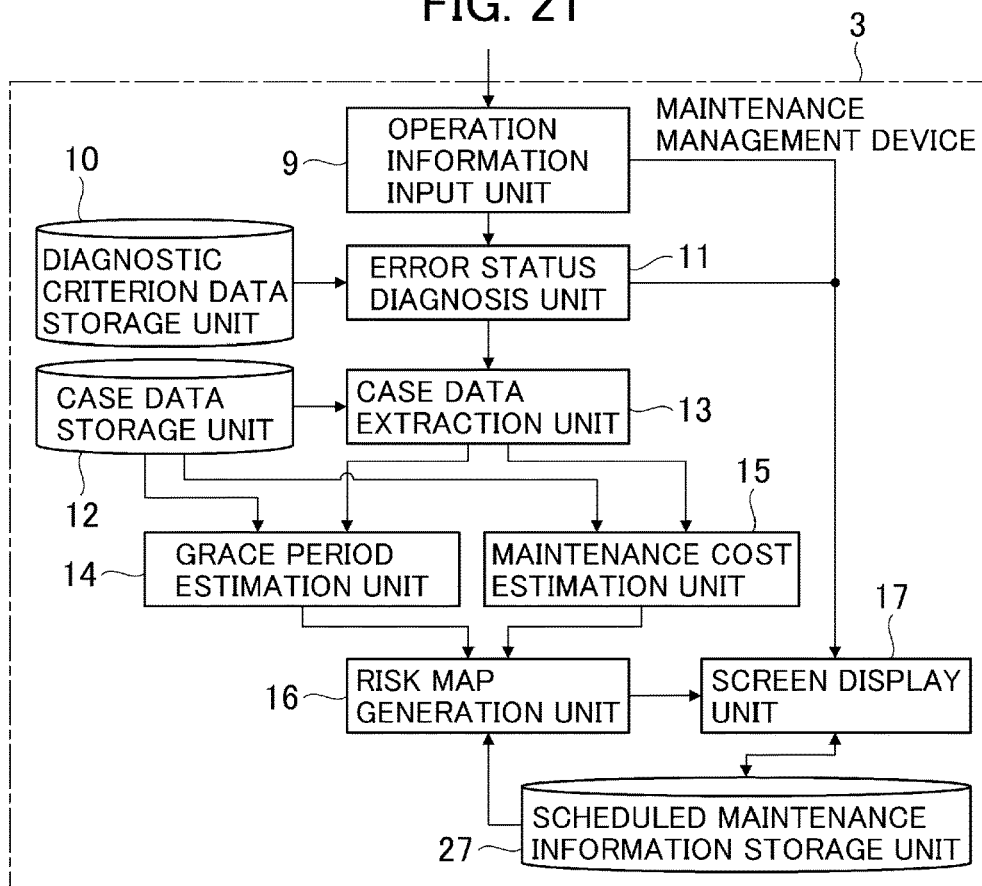 FIG. 21
3
MAINTENANCE
MANAGEMENT DEVICE
OPERATION
INFORMATION
INPUT UNIT
9
10
DIAGNOSTIC
CRITERION DATA
STORAGE UNIT
ERROR STATUS
DIAGNOSIS UNIT
11
CASE DATA
STORAGE UNIT
12
CASE DATA
EXTRACTION UNIT
13
14
GRACE PERIOD
ESTIMATION UNIT
15
MAINTENANCE COST
ESTIMATION UNIT
16
RISK MAP
GENERATION UNIT
17
SCREEN DISPLAY
UNIT
27
SCHEDULED MAINTENANCE
INFORMATION STORAGE UNIT